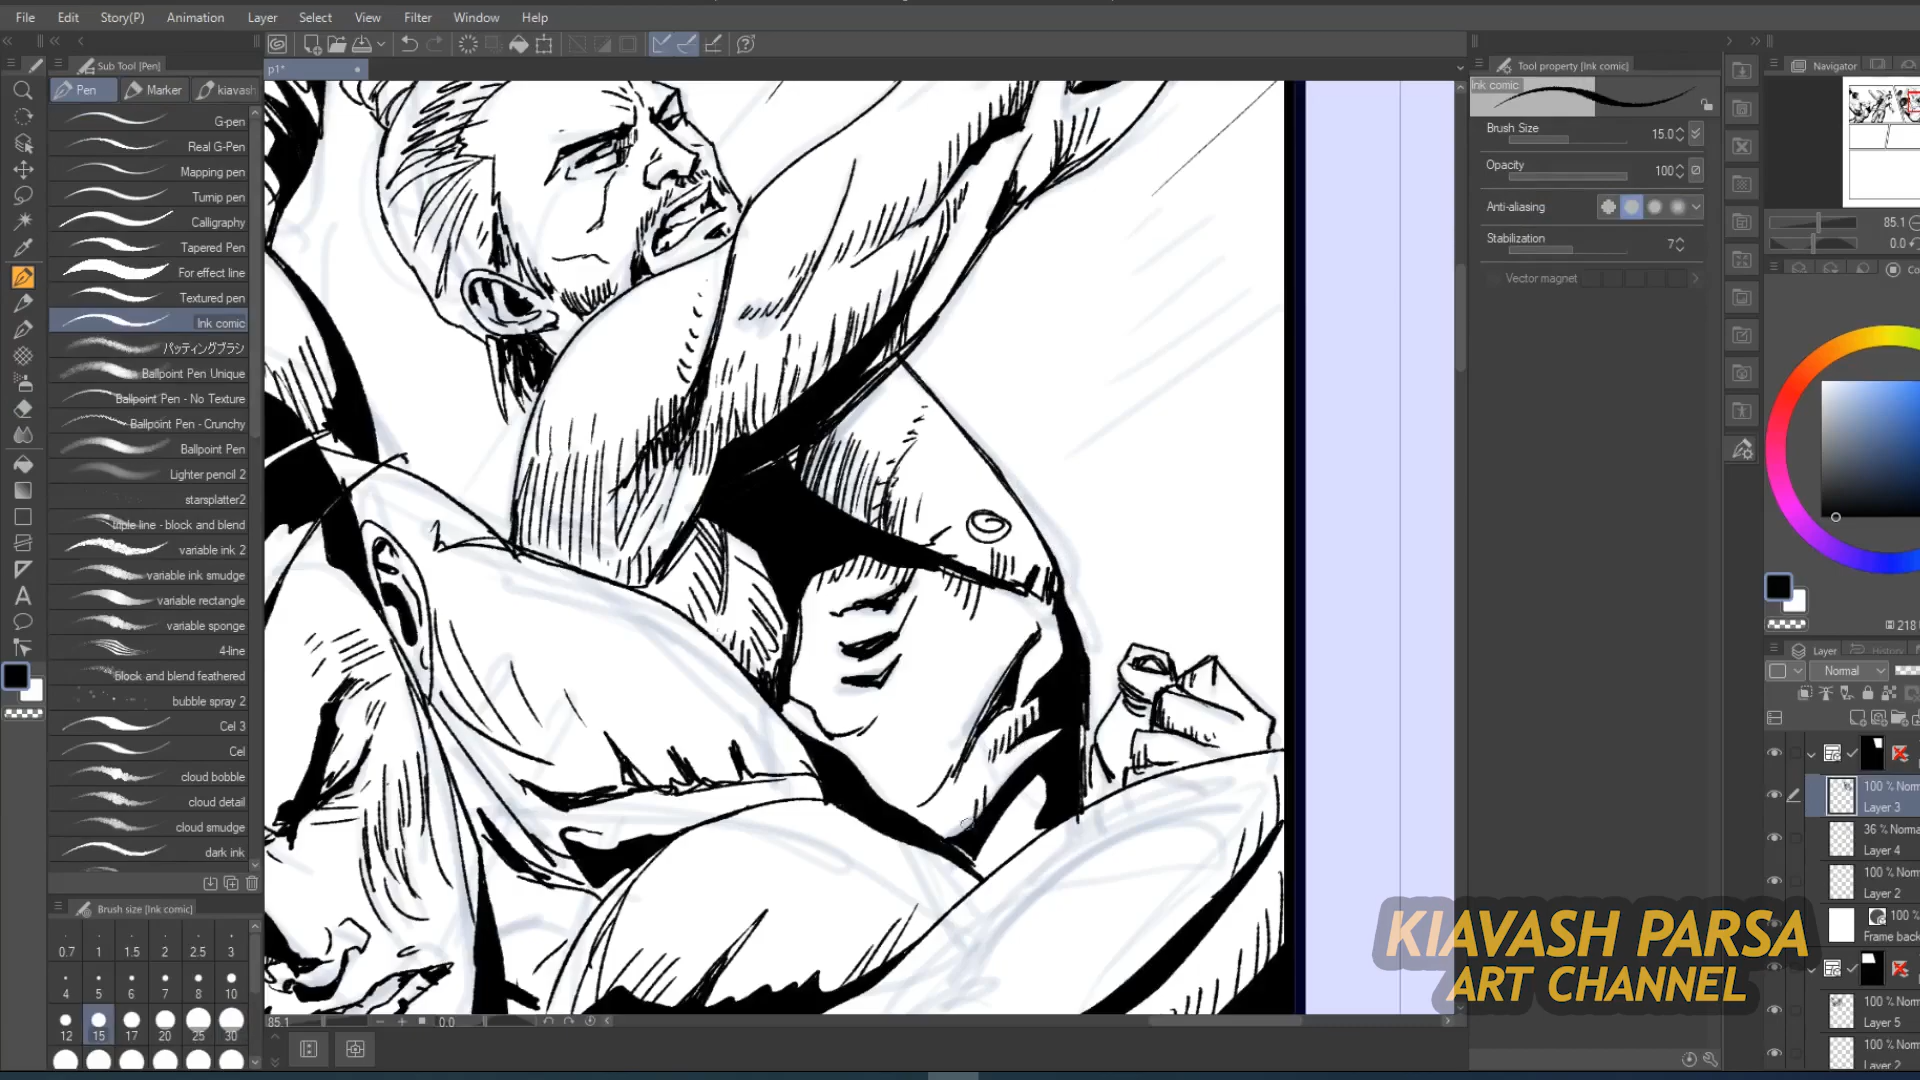 File Edit Story(P) Animation Layer Select View Filter Window Help
Sub Tool [Pen]
p1*
Tool property [Ink comic]
Navigator
Pen Marker kiavash
Ink comic
G-pen
Real G-Pen
Mapping pen
Turnip pen
Calligraphy
Tapered Pen
For effect line
Textured pen
Ink comic
パッティングブラシ
Ballpoint Pen Unique
Ballpoint Pen - No Texture
Ballpoint Pen - Crunchy
Ballpoint Pen
Lighter pencil 2
starsplatter2
triple line - block and blend
variable ink 2
variable ink smudge
variable rectangle
variable sponge
4-line
block and blend feathered
bubble spray 2
Cel 3
Cel
cloud bobble
cloud detail
cloud smudge
dark ink
Brush size [Ink comic]
0.7 1 1.5 2 2.5 3
4 5 6 7 8 10
12 15 17 20 25 30
85.1 0.0
Brush Size 15.0
Opacity 100
Anti-aliasing
Stabilization 7
Vector magnet
85.1
0.0
Co
218
Layer History
Normal
100 % Norm
Layer 3
36 % Normal
Layer 4
100 % Norm
Layer 2
100 %
Frame back
100 % Norm
Layer 5
100 % Norm
Layer 2
KIAVASH PARSA
ART CHANNEL